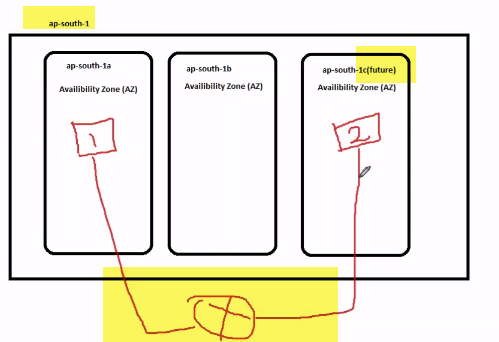 ap-south-1
ap-south-1a
Availibility Zone (AZ)
ap-south-1b
Availibility Zone (AZ)
ap-south-1c(future)
Availibility Zone (AZ)
1
2